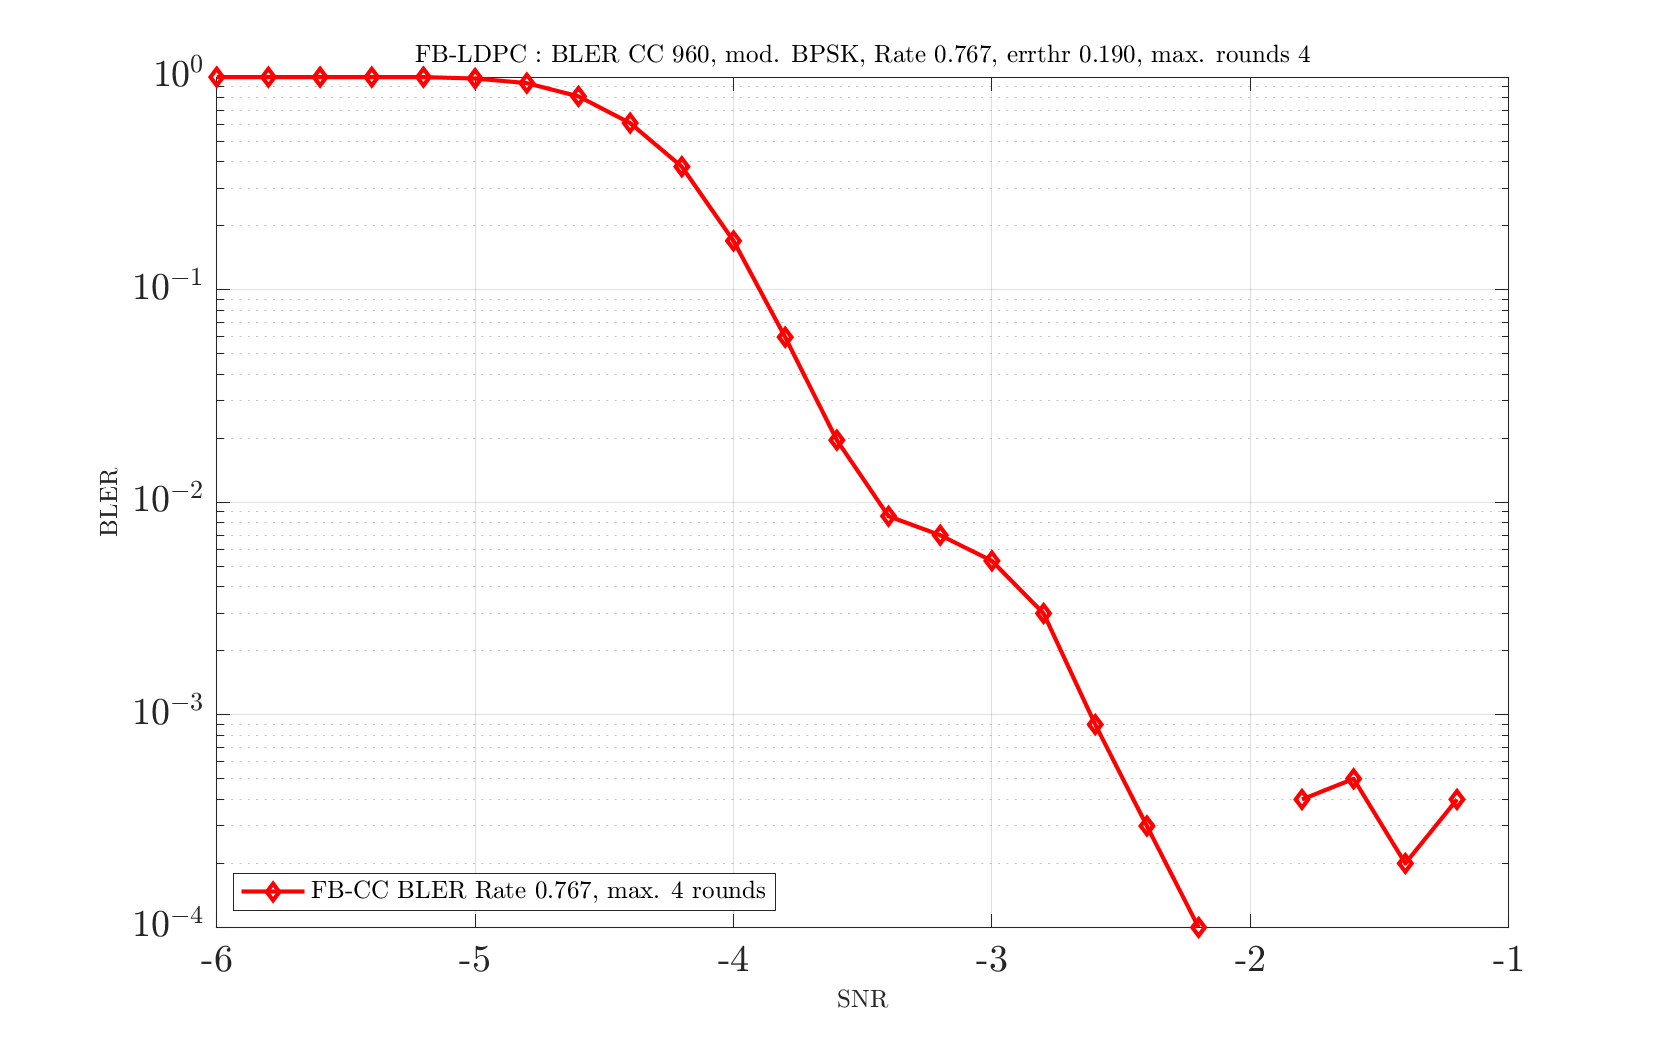 FB-LDPC : BLER CC 960, mod. BPSK, Rate 0.767, errthr 0.190, max. rounds 4
10^0
10^-1
10^-2
10^-3
10^-4
BLER
FB-CC BLER Rate 0.767, max. 4 rounds
-6 -5 -4 -3 -2 -1
SNR